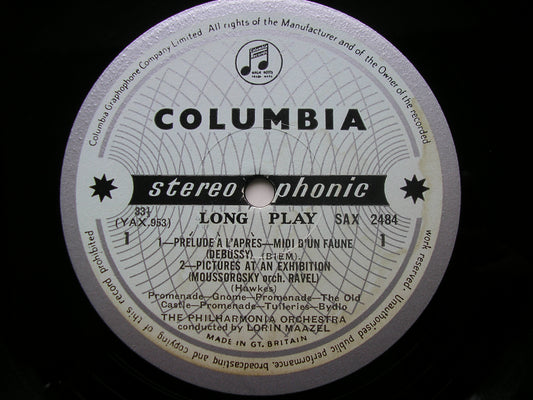 Columbia Graphophone Company Limited. All rights of the Manufacturer and of the Owner of the recorded work reserved. Unauthorised public performance, broadcasting and copying of this record prohibited
COLUMBIA
stereophonic
33⅓
(YAX.953)
LONG PLAY
SAX 2484
1
1
1—PRÉLUDE À L'APRÈS—MIDI D'UN FAUNE
(DEBUSSY) (BIEM)
2—PICTURES AT AN EXHIBITION
(MOUSSORGSKY orch. RAVEL)
(Hawkes)
Promenade—Gnome—Promenade—The Old
Castle—Promenade—Tuileries—Bydlo
THE PHILHARMONIA ORCHESTRA
conducted by LORIN MAAZEL
MADE IN GT. BRITAIN